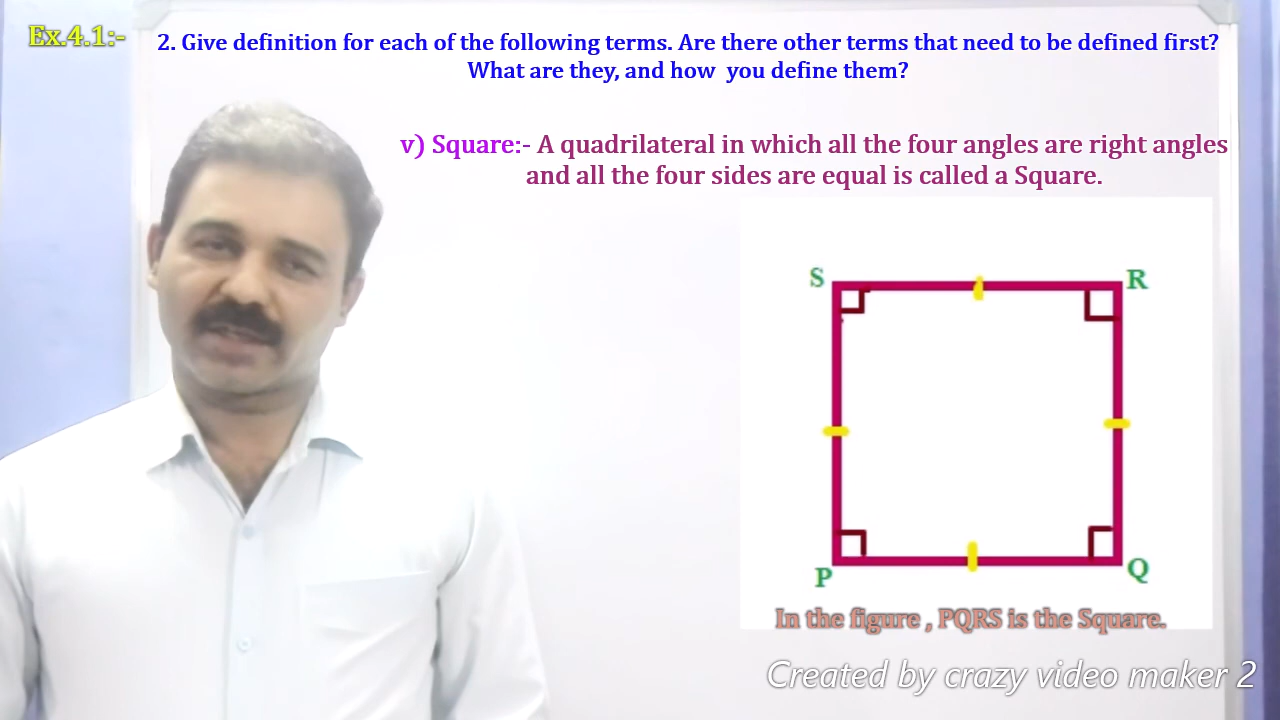 Ex.4.1:-
2. Give definition for each of the following terms. Are there other terms that need to be defined first?
What are they, and how you define them?
v) Square:- A quadrilateral in which all the four angles are right angles
and all the four sides are equal is called a Square.
S
R
P
Q
In the figure , PQRS is the Square.
Created by crazy video maker 2